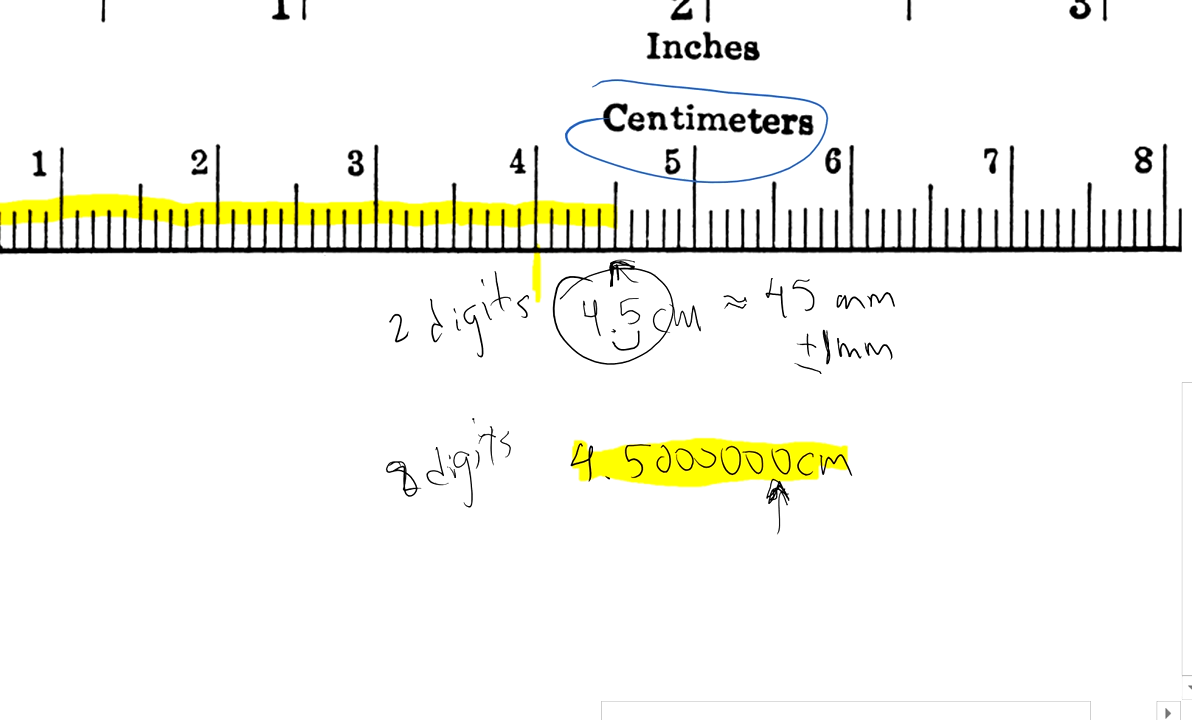 1 2 3
Inches
Centimeters
1 2 3 4 5 6 7 8
2 digits 4.5 cm ≈ 45 mm
±1mm
8 digits 4.5000000cm